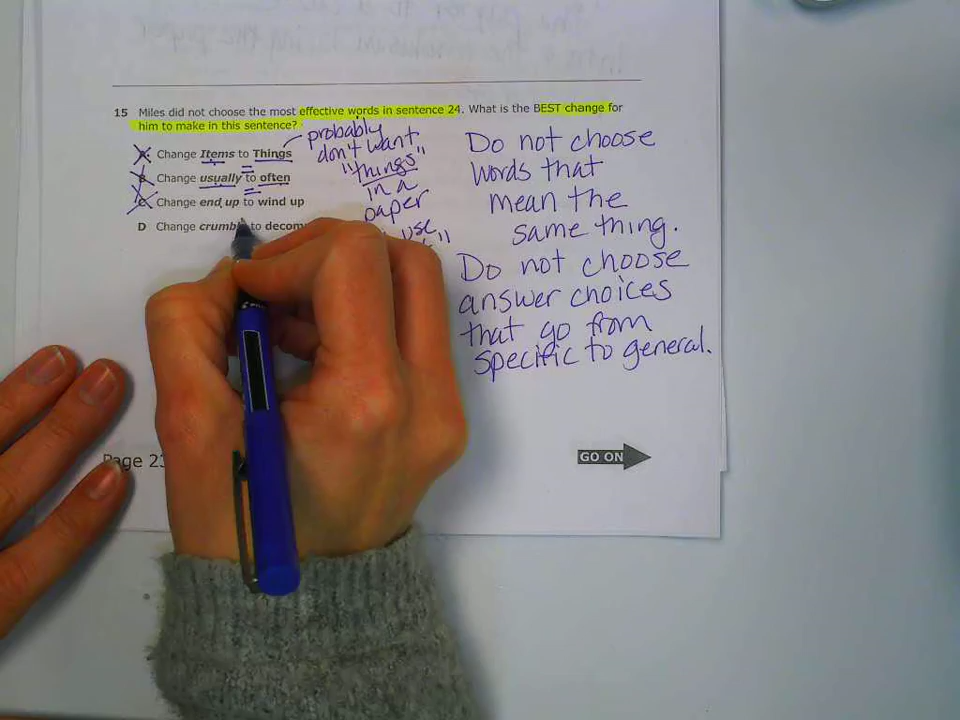 15 Miles did not choose the most effective words in sentence 24. What is the BEST change for
him to make in this sentence?
A. Change Items to Things
B Change usually to often
C Change end up to wind up
D Change to
probably
don't want
"things"
in a
paper
use
Do not choose
words that
mean the
same thing.
Do not choose
answer choices
that go from
specific to general.
Page
GO ON